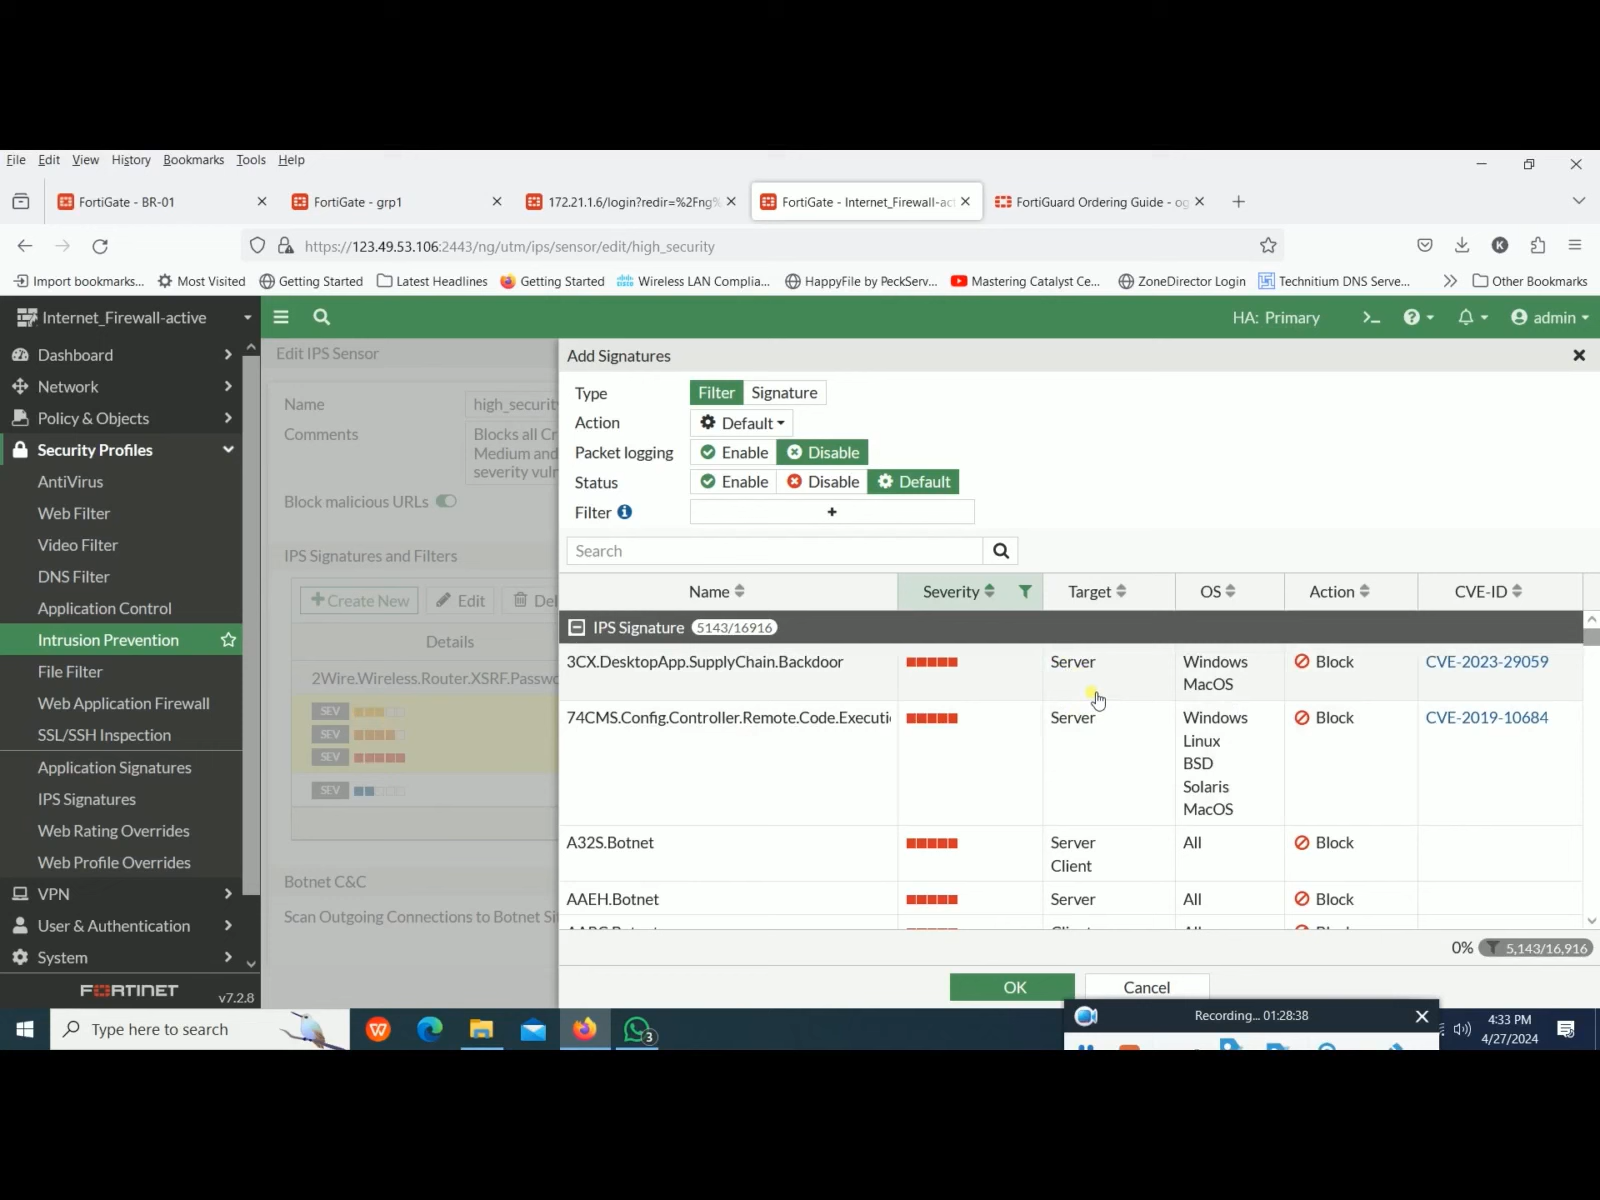 File Edit View History Bookmarks Tools Help
FortiGate - BR-01
FortiGate - grp1
172.21.1.6/login?redir=%2Fng%
FortiGate - Internet_Firewall-act
FortiGuard Ordering Guide - og
https://123.49.53.106:2443/ng/utm/ips/sensor/edit/high_security
K
Import bookmarks... Most Visited Getting Started Latest Headlines Getting Started Wireless LAN Complia... HappyFile by PeckServ... Mastering Catalyst Ce... ZoneDirector Login Technitium DNS Serve... Other Bookmarks
Internet_Firewall-active
HA: Primary
admin
Dashboard
Network
Policy & Objects
Security Profiles
AntiVirus
Web Filter
Video Filter
DNS Filter
Application Control
Intrusion Prevention
File Filter
Web Application Firewall
SSL/SSH Inspection
Application Signatures
IPS Signatures
Web Rating Overrides
Web Profile Overrides
VPN
User & Authentication
System
FORTINET
v7.2.8
Edit IPS Sensor
Name high_security
Comments Blocks all Cr
Medium and
severity vuln
Block malicious URLs
IPS Signatures and Filters
+Create New Edit Del
Details
2Wire.Wireless.Router.XSRF.Passwo
SEV
SEV
SEV
SEV
Botnet C&C
Scan Outgoing Connections to Botnet Sit
Add Signatures
Type Filter Signature
Action Default
Packet logging Enable Disable
Status Enable Disable Default
Filter +
Search
Name Severity Target OS Action CVE-ID
IPS Signature 5143/16916
3CX.DesktopApp.SupplyChain.Backdoor Server Windows Block CVE-2023-29059
MacOS
74CMS.Config.Controller.Remote.Code.Executi Server Windows Block CVE-2019-10684
Linux
BSD
Solaris
MacOS
A32S.Botnet Server All Block
Client
AAEH.Botnet Server All Block
0% 5,143/16,916
OK Cancel
Type here to search
W
3
Recording... 01:28:38
4:33 PM
4/27/2024